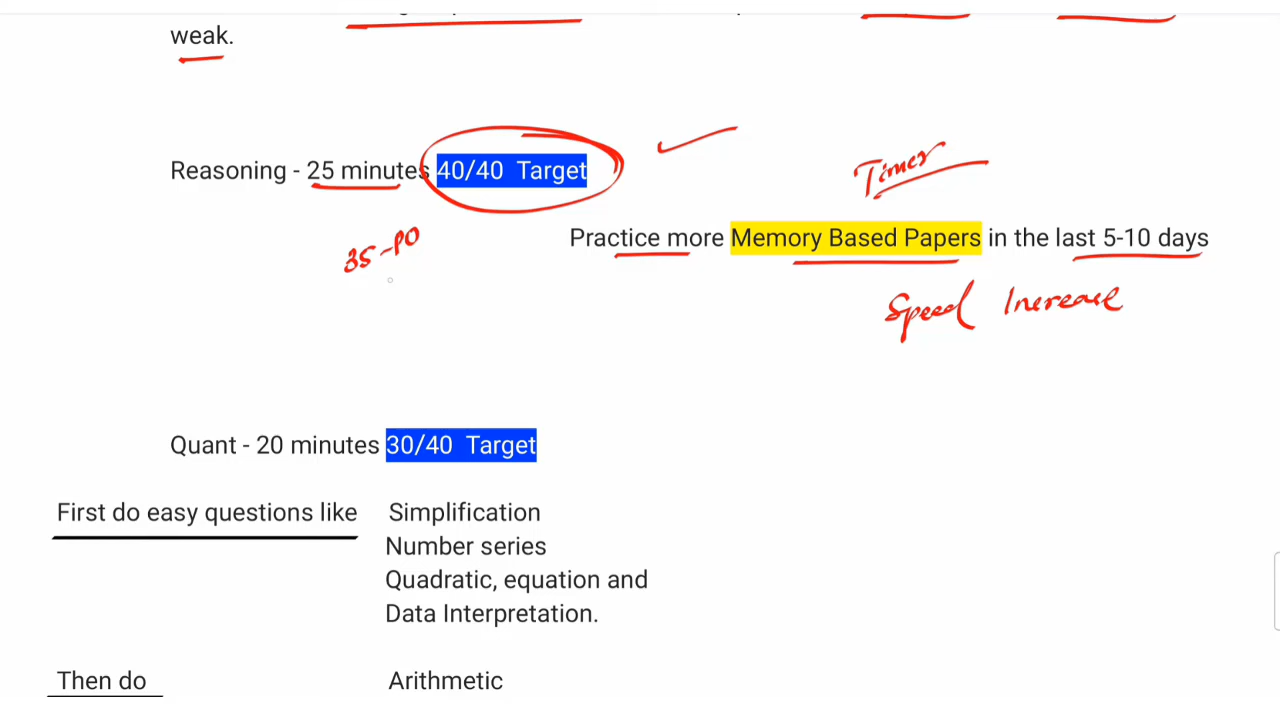 weak.
Timer
Reasoning - 25 minutes 40/40 Target
35-PO
Practice more Memory Based Papers in the last 5-10 days
Speed Increase
Quant - 20 minutes 30/40 Target
First do easy questions like Simplification
Number series
Quadratic, equation and
Data Interpretation.
Then do Arithmetic